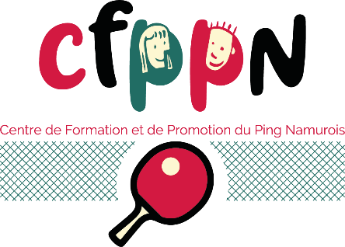 cfppn
Centre de Formation et de Promotion du Ping Namurois